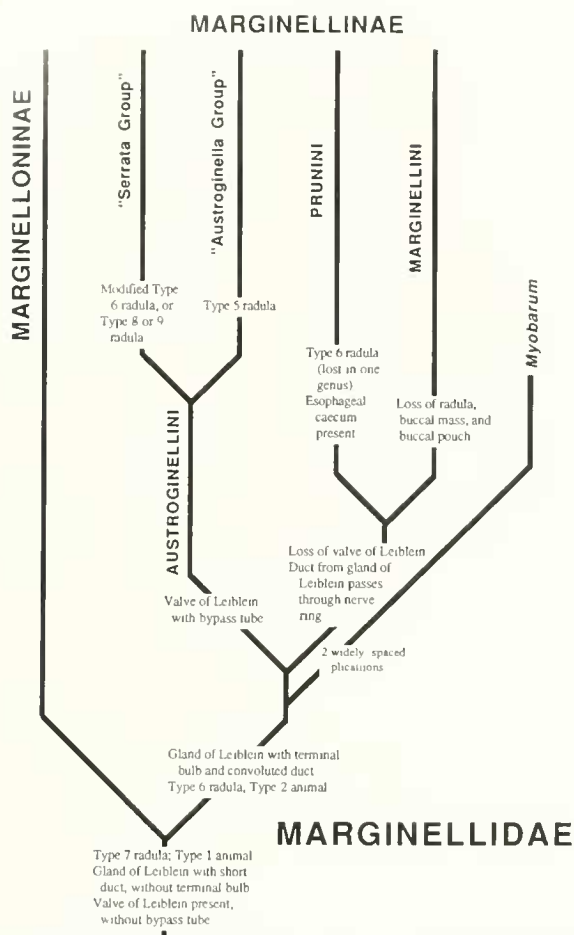 MARGINELLINAE
MARGINELLONINAE
"Serrata Group"
"Austroginella Group"
PRUNINI
MARGINELLINI
Myobarum
Modified Type
6 radula, or
Type 8 or 9
radula
Type 5 radula
Type 6 radula
(lost in one
genus)
Esophageal
caecum
present
Loss of radula,
buccal mass, and
buccal pouch
AUSTROGINELLINI
Valve of Leiblein
with bypass tube
Loss of valve of Leiblein
Duct from gland of
Leiblein passes
through nerve
ring
2 widely spaced
plications
Gland of Leiblein with terminal
bulb and convoluted duct
Type 6 radula, Type 2 animal
MARGINELLIDAE
Type 7 radula; Type 1 animal
Gland of Leiblein with short
duct, without terminal bulb
Valve of Leiblein present,
without bypass tube